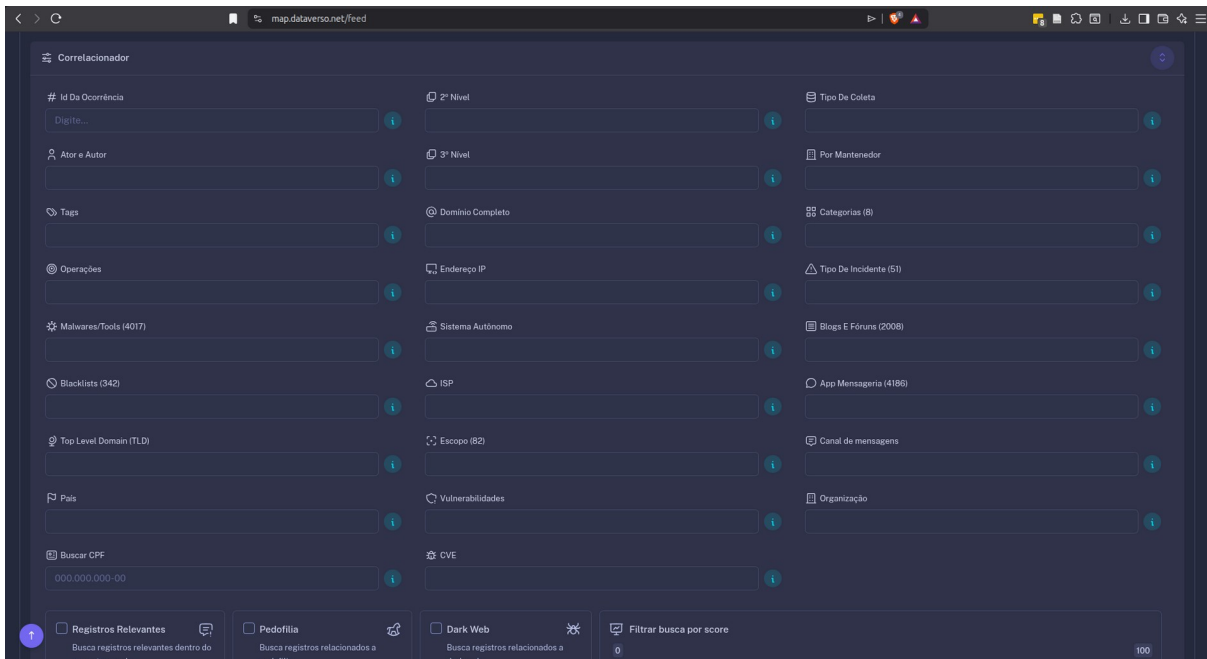 map.dataverso.net/feed
Correlacionador
Id Da Ocorrência
2º Nível
Tipo De Coleta
Digite...
Ator e Autor
3º Nível
Por Mantenedor
Tags
Domínio Completo
Categorias (8)
Operações
Endereço IP
Tipo De Incidente (51)
Malwares/Tools (4017)
Sistema Autônomo
Blogs E Fóruns (2008)
Blacklists (342)
ISP
App Mensageria (4186)
Top Level Domain (TLD)
Escopo (82)
Canal de mensagens
País
Vulnerabilidades
Organização
Buscar CPF
CVE
000.000.000-00
Registros Relevantes
Pedofilia
Dark Web
Filtrar busca por score
Busca registros relevantes dentro do
Busca registros relacionados a
Busca registros relacionados a
0
100